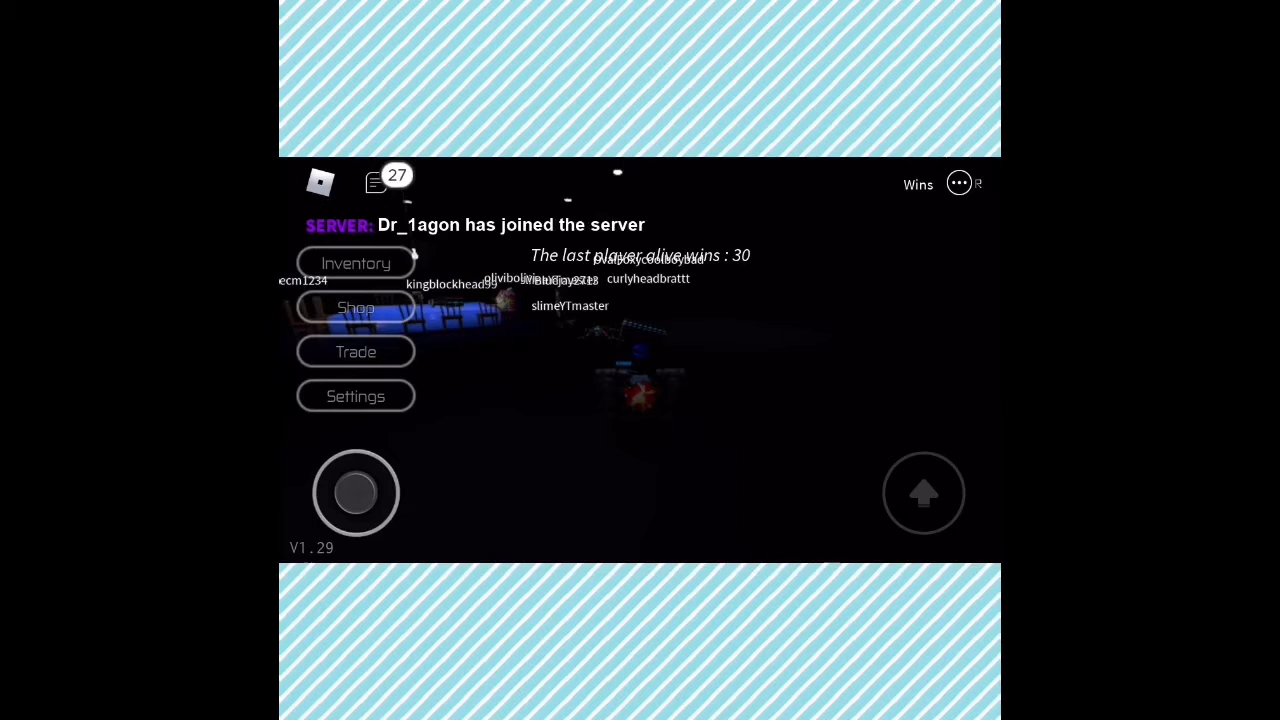 27
Wins
R
SERVER: Dr_1agon has joined the server
The last player alive wins : 30
Inventory
ecm1234
kingblockhead99
curlyheadbrattt
slimeYTmaster
Shop
Trade
Settings
V1.29